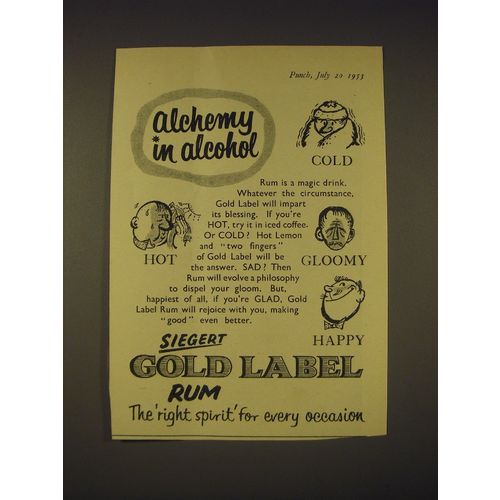 Punch, July 20 1953
alchemy
in alcohol
COLD
Rum is a magic drink.
Whatever the circumstance,
Gold Label will impart
its blessing. If you're
HOT, try it in iced coffee.
Or COLD? Hot Lemon
and "two fingers"
of Gold Label will be
the answer. SAD? Then
Rum will evolve a philosophy
to dispel your gloom. But,
happiest of all, if you're GLAD, Gold
Label Rum will rejoice with you, making
"good" even better.
HOT
GLOOMY
HAPPY
SIEGERT
GOLD LABEL
RUM
The 'right spirit' for every occasion